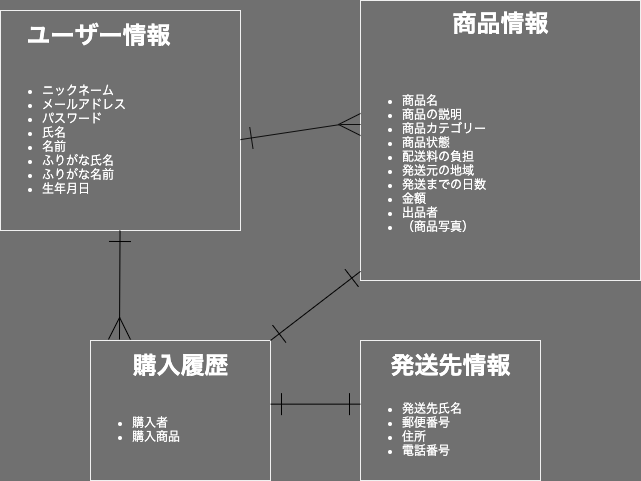 ユーザー情報
・ニックネーム
・メールアドレス
・パスワード
・氏名
・名前
・ふりがな氏名
・ふりがな名前
・生年月日
商品情報
・商品名
・商品の説明
・商品カテゴリー
・商品状態
・配送料の負担
・発送元の地域
・発送までの日数
・金額
・出品者
・（商品写真）
購入履歴
・購入者
・購入商品
発送先情報
・発送先氏名
・郵便番号
・住所
・電話番号